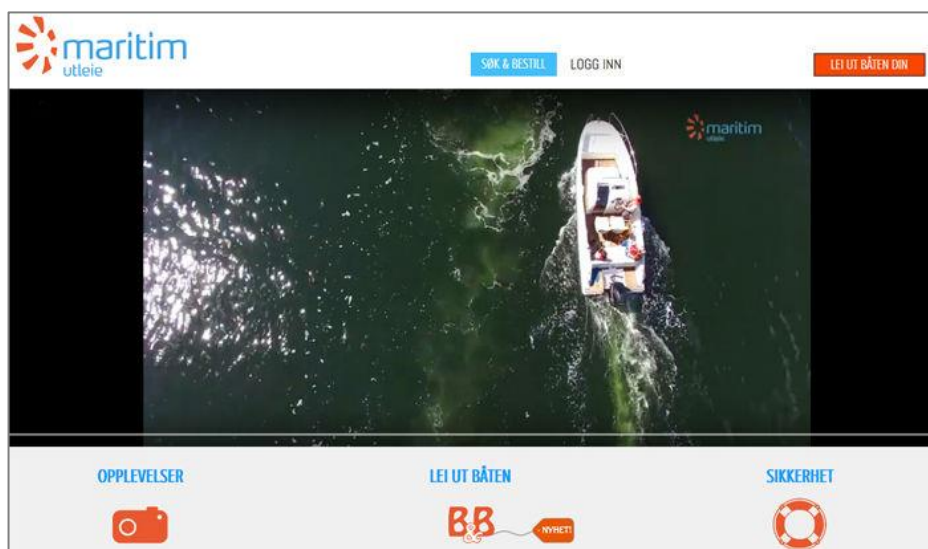 maritim
utleie
SØK & BESTILL LOGG INN LEI UT BÅTEN DIN
maritim
utleie
OPPLEVELSER LEI UT BÅTEN SIKKERHET
B&B NYHET!